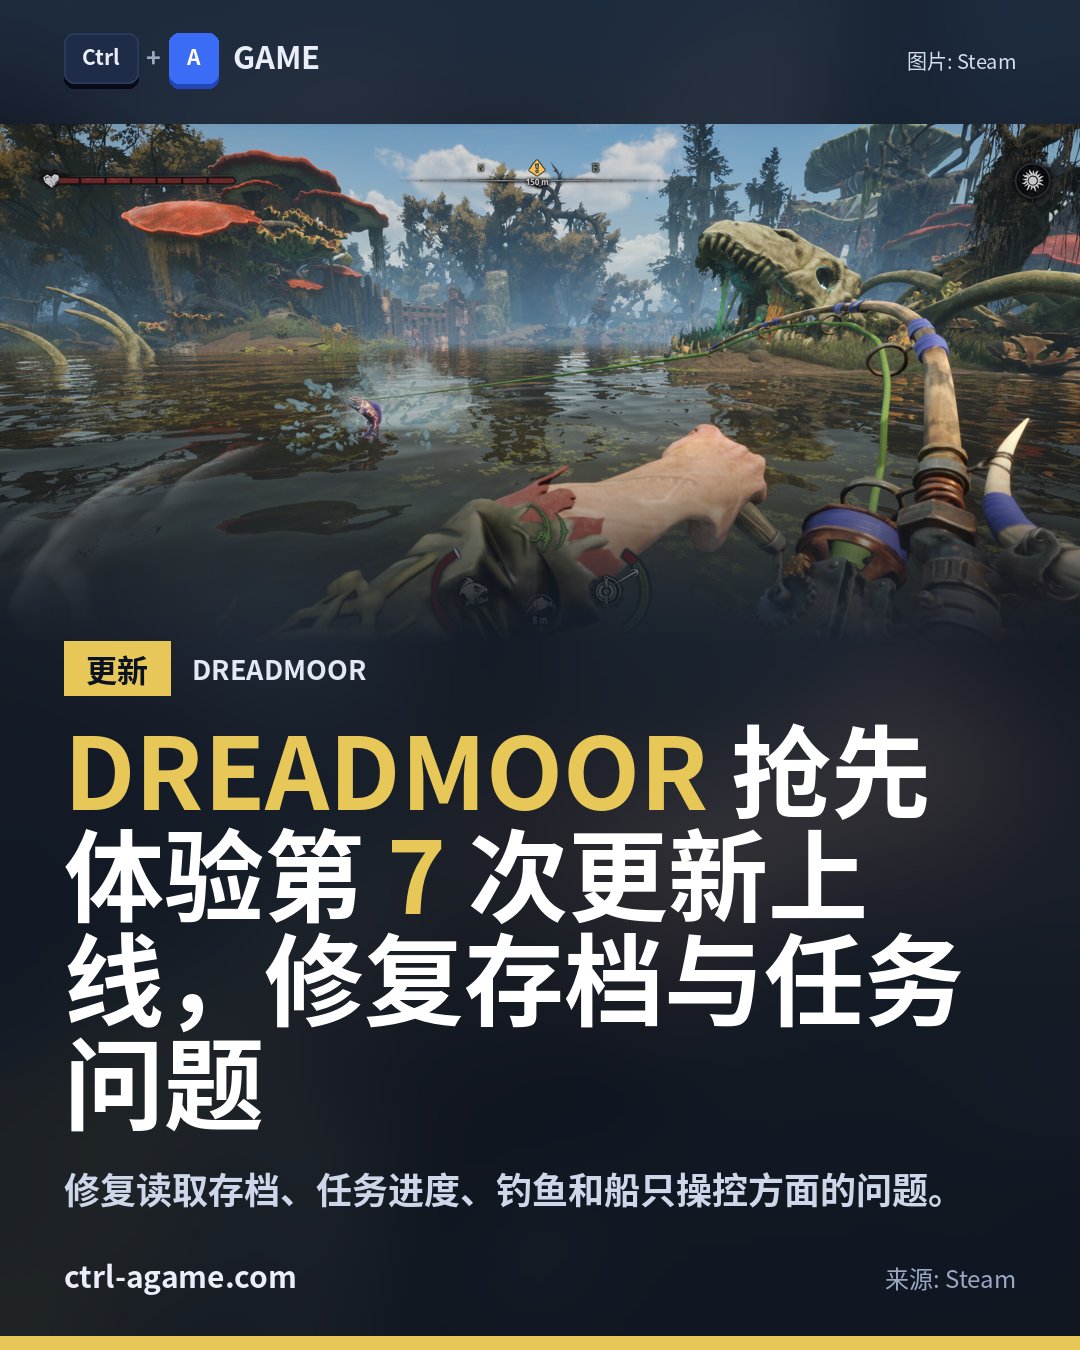 Ctrl + A GAME
图片: Steam
150 m
8 m
更新 DREADMOOR
DREADMOOR 抢先
体验第 7 次更新上
线，修复存档与任务
问题
修复读取存档、任务进度、钓鱼和船只操控方面的问题。
ctrl-agame.com
来源: Steam